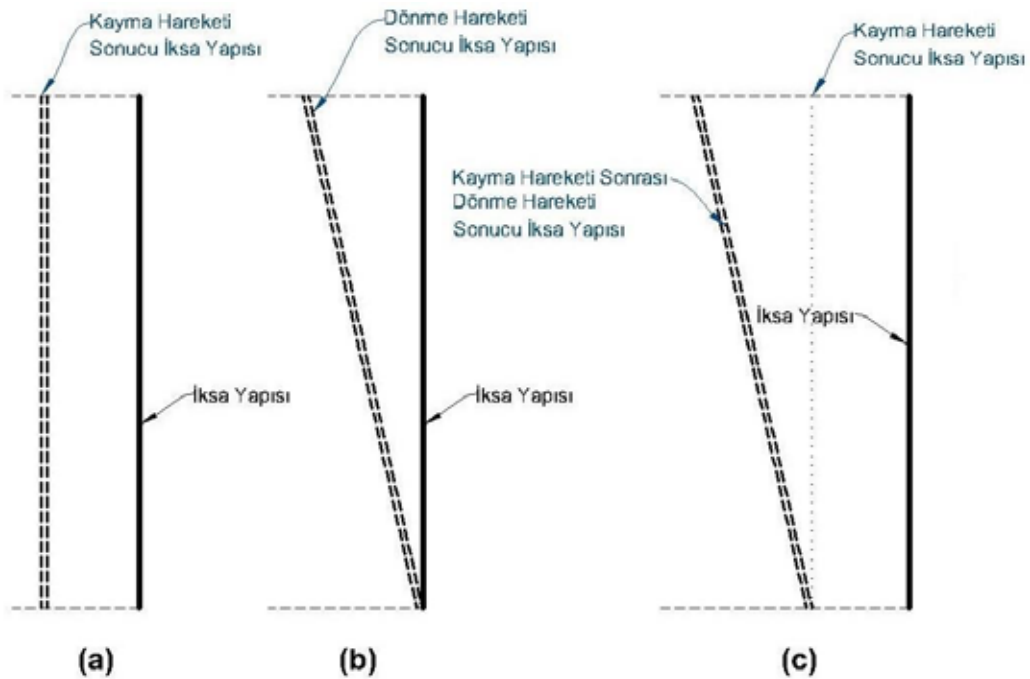 Kayma Hareketi
Sonucu İksa Yapısı
İksa Yapısı
(a)
Dönme Hareketi
Sonucu İksa Yapısı
İksa Yapısı
(b)
Kayma Hareketi
Sonucu İksa Yapısı
Kayma Hareketi Sonrası
Dönme Hareketi
Sonucu İksa Yapısı
İksa Yapısı
(c)